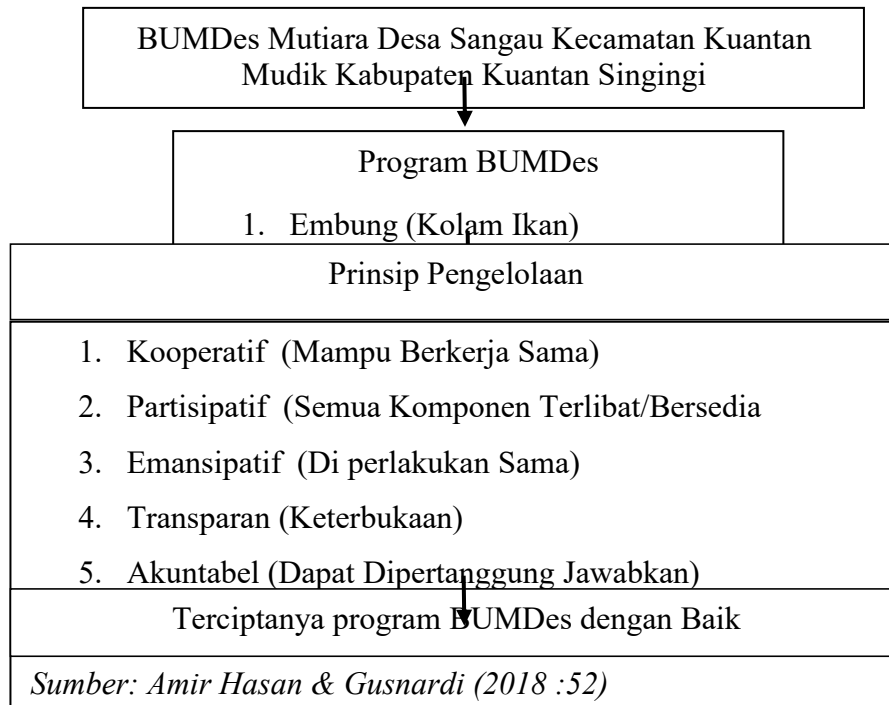 BUMDes Mutiara Desa Sangau Kecamatan Kuantan
Mudik Kabupaten Kuantan Singingi
Program BUMDes
1. Embung (Kolam Ikan)
Prinsip Pengelolaan
1. Kooperatif (Mampu Berkerja Sama)
2. Partisipatif (Semua Komponen Terlibat/Bersedia
3. Emansipatif (Di perlakukan Sama)
4. Transparan (Keterbukaan)
5. Akuntabel (Dapat Dipertanggung Jawabkan)
Terciptanya program BUMDes dengan Baik
Sumber: Amir Hasan & Gusnardi (2018 :52)